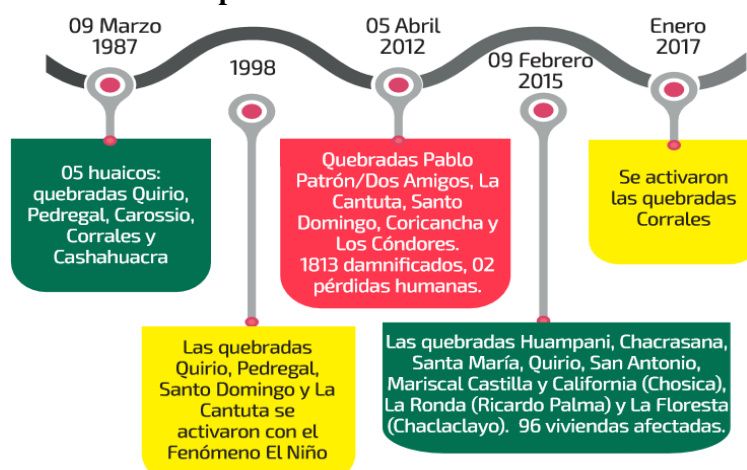 09 Marzo
1987
05 huaicos:
quebradas Quirio,
Pedregal, Carossio,
Corrales y
Cashahuacra
1998
Las quebradas
Quirio, Pedregal,
Santo Domingo y La
Cantuta se
activaron con el
Fenómeno El Niño
05 Abril
2012
Quebradas Pablo
Patrón/Dos Amigos, La
Cantuta, Santo
Domingo, Coricancha y
Los Cóndores.
1813 damnificados, 02
pérdidas humanas.
09 Febrero
2015
Las quebradas Huampani, Chacrasana,
Santa María, Quirio, San Antonio,
Mariscal Castilla y California (Chosica),
La Ronda (Ricardo Palma) y La Floresta
(Chaclaclayo). 96 viviendas afectadas.
Enero
2017
Se activaron
las quebradas
Corrales